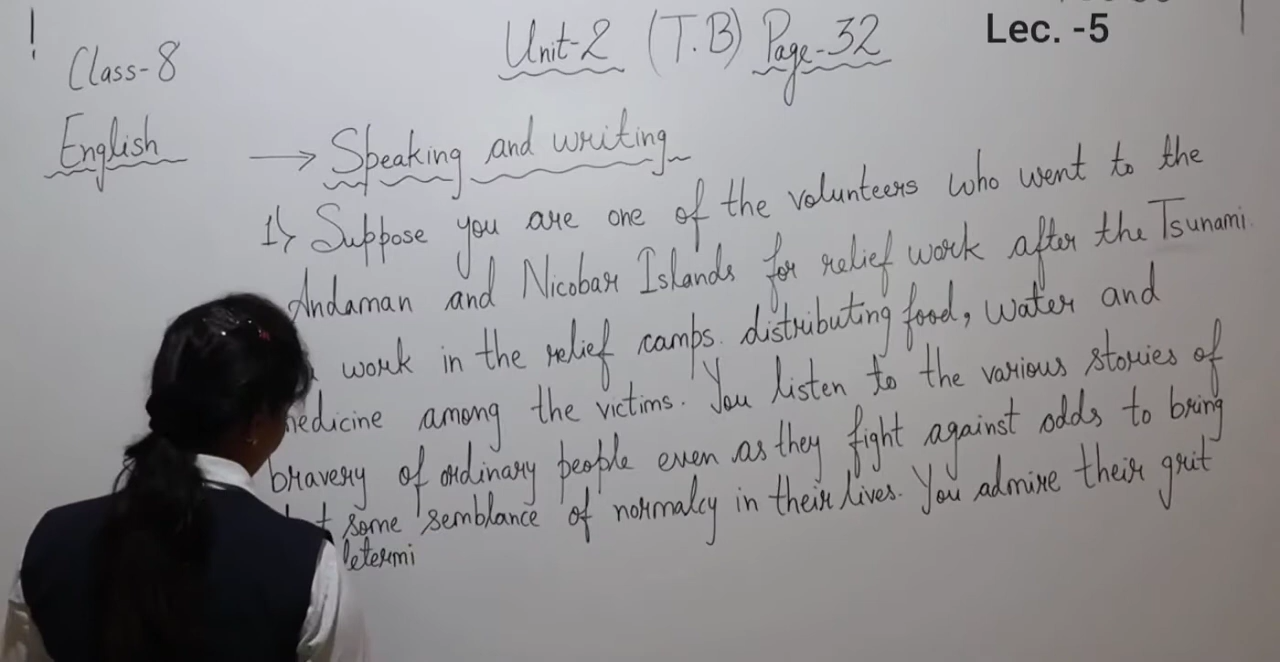 Lec. -5
Class-8
Unit-2 (T.B) Page-32
English
→ Speaking and writing
1) Suppose you are one of the volunteers who went to the
Andaman and Nicobar Islands for relief work after the Tsunami.
work in the relief camps. distributing food, water and
medicine among the victims. You listen to the various stories of
bravery of ordinary people even as they fight against odds to bring
some semblance of normalcy in their lives. You admire their grit
determi